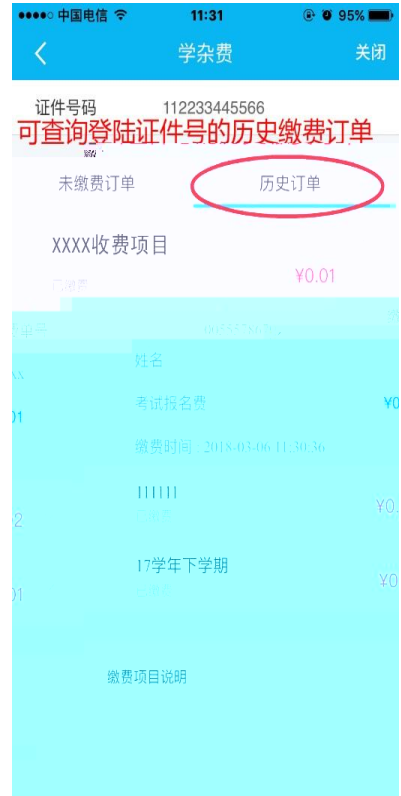 中国电信 11:31 95%
学杂费 关闭
证件号码 112233445566
可查询登陆证件号的历史缴费订单
未缴费订单 历史订单
XXXX收费项目
¥0.01
姓名
考试报名费 ¥0
缴费时间 : 2018-03-06 11:30:36
111111
¥0.
17学年下学期
¥0
缴费项目说明